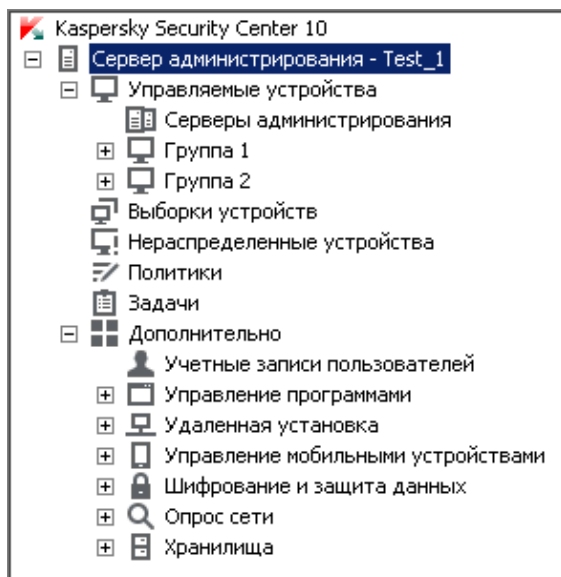 Kaspersky Security Center 10
Сервер администрирования - Test_1
Управляемые устройства
Серверы администрирования
Группа 1
Группа 2
Выборки устройств
Нераспределенные устройства
Политики
Задачи
Дополнительно
Учетные записи пользователей
Управление программами
Удаленная установка
Управление мобильными устройствами
Шифрование и защита данных
Опрос сети
Хранилища